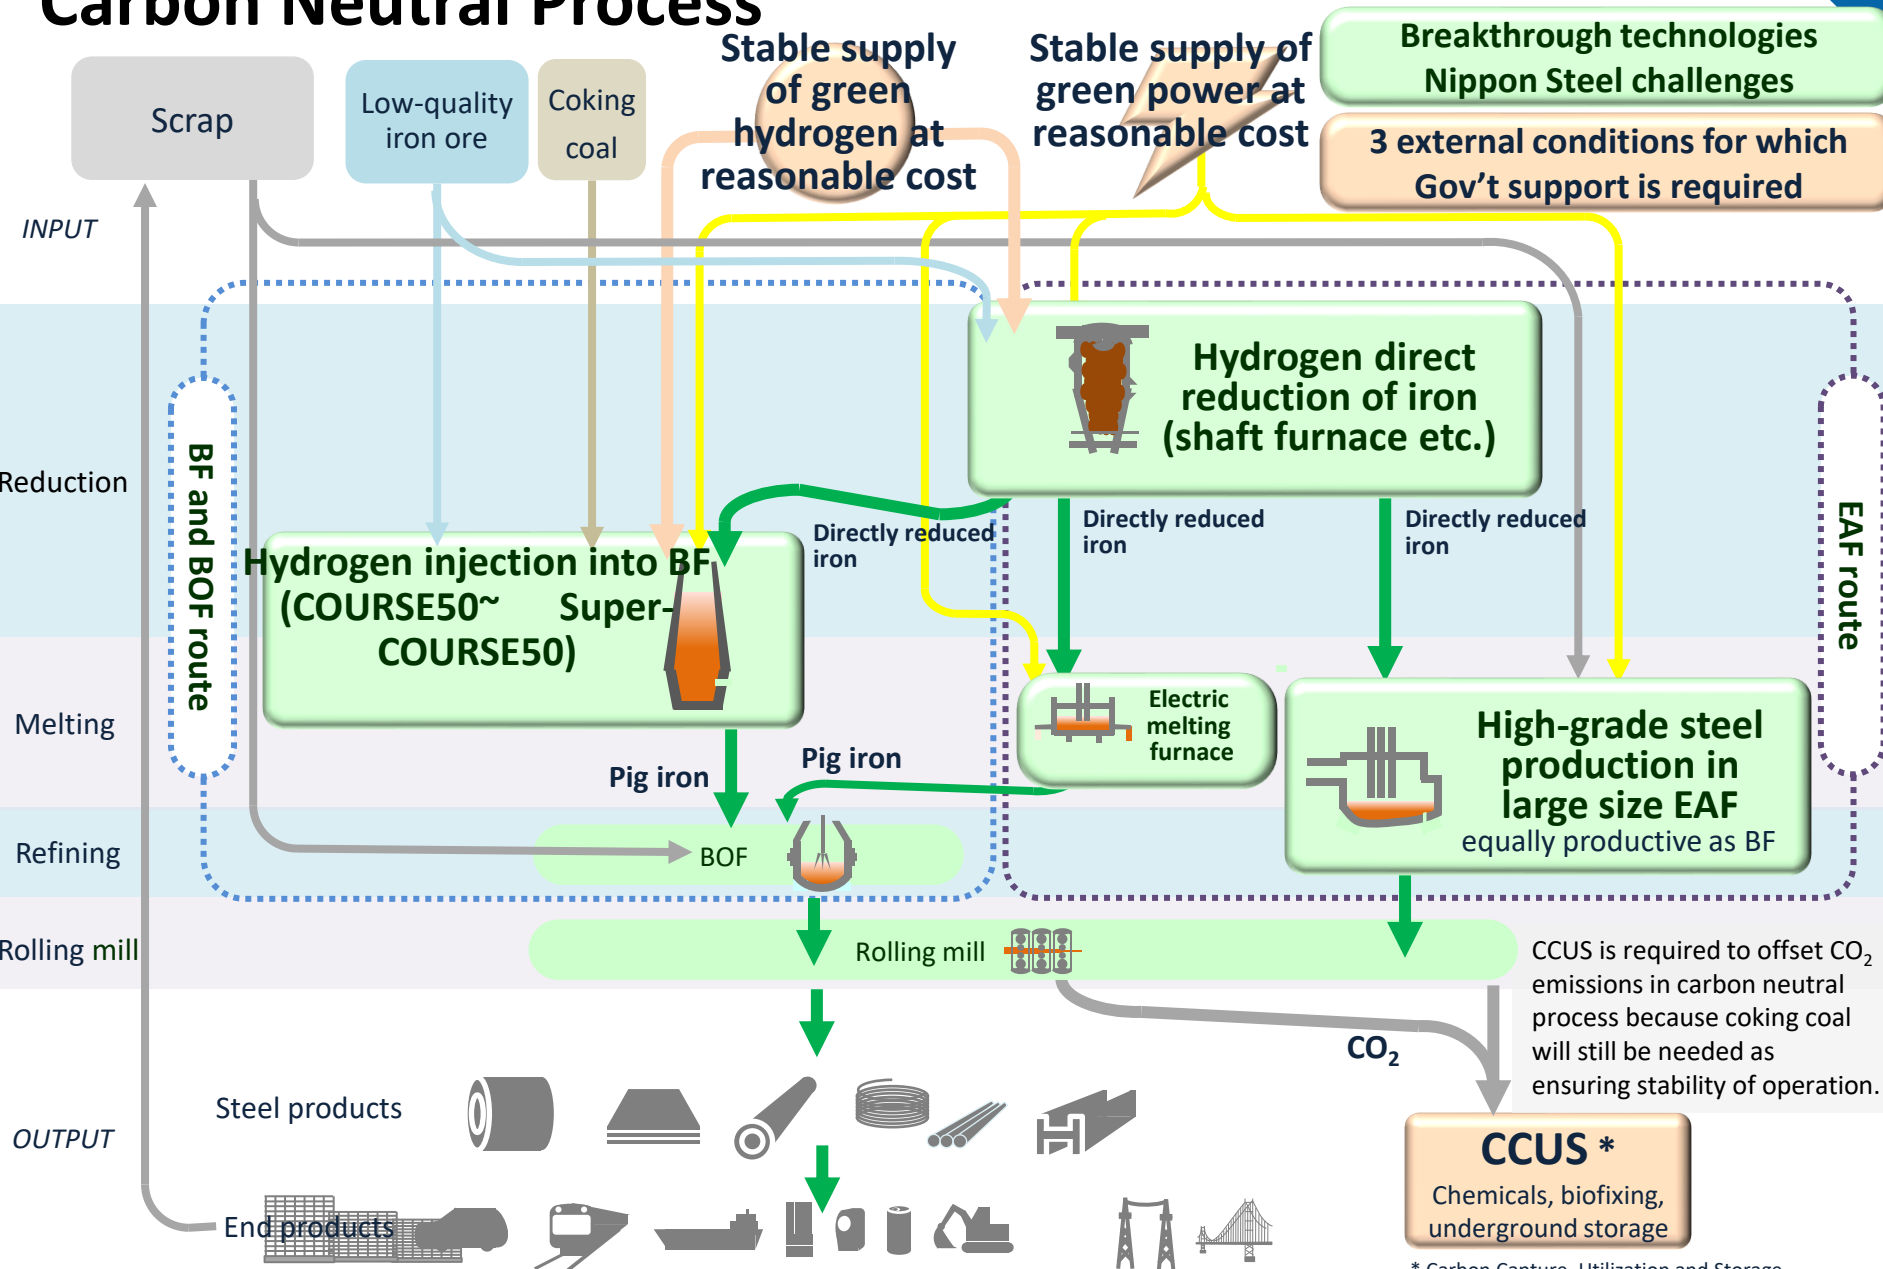 Carbon Neutral Process
Stable supply
of green
hydrogen at
reasonable cost
Stable supply of
green power at
reasonable cost
Breakthrough technologies
Nippon Steel challenges
3 external conditions for which
Gov't support is required
Scrap
Low-quality
iron ore
Coking
coal
INPUT
Hydrogen direct
reduction of iron
(shaft furnace etc.)
Reduction
BF and BOF route
EAF route
Directly reduced
iron
Directly reduced
iron
Directly reduced
iron
Hydrogen injection into BF
(COURSE50~ Super-
COURSE50)
Melting
Electric
melting
furnace
High-grade steel
production in
large size EAF
equally productive as BF
Pig iron
Pig iron
Refining
BOF
Rolling mill
Rolling mill
CCUS is required to offset CO₂
emissions in carbon neutral
process because coking coal
will still be needed as
ensuring stability of operation.
CO₂
Steel products
OUTPUT
CCUS *
Chemicals, biofixing,
underground storage
End products
* Carbon Capture, Utilization and Storage